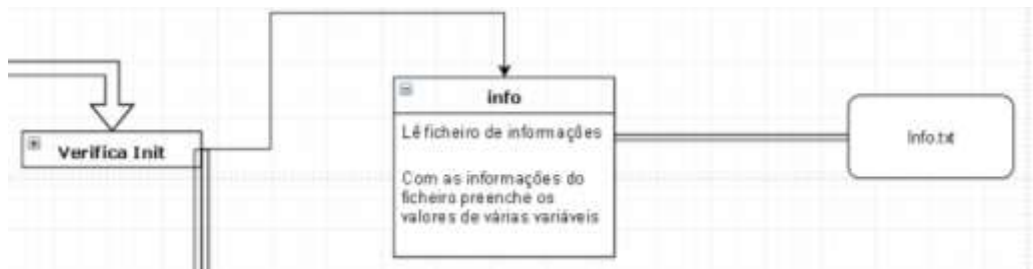 info
Lê ficheiro de informações
Info.txt
Verifica Init
Com as informações do
ficheiro preenche os
valores de várias variáveis